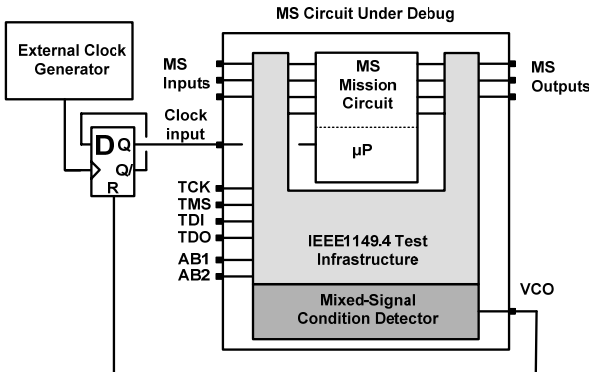 MS Circuit Under Debug
External Clock
Generator
MS
Inputs
Clock
input
MS
Mission
Circuit
µP
MS
Outputs
D
Q
Q/
R
TCK
TMS
TDI
TDO
AB1
AB2
IEEE1149.4 Test
Infrastructure
Mixed-Signal
Condition Detector
VCO